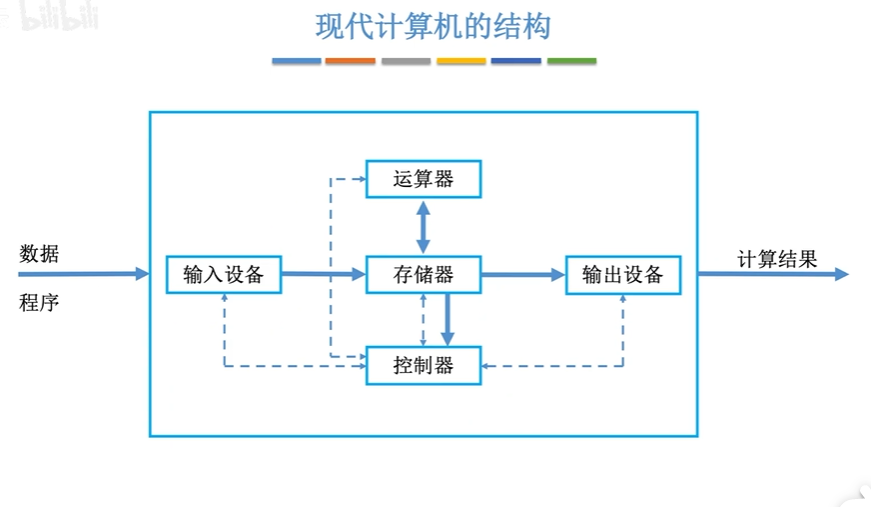 bilibili
现代计算机的结构
运算器
数据
程序
输入设备
存储器
输出设备
计算结果
控制器